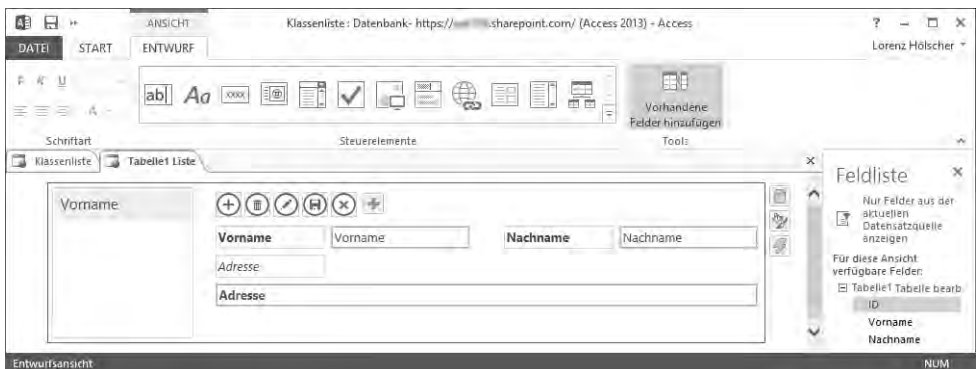 ANSICHT
Klassenliste : Datenbank- https:// .sharepoint.com/ (Access 2013) - Access
? – □ ×
DATEI START ENTWURF
Lorenz Hölscher
F K U
ab| Aa xxxx
Vorhandene
Felder hinzufügen
A
Schriftart Steuerelemente Tools
Klassenliste Tabelle1 Liste
Feldliste
Nur Felder aus der
aktuellen
Datensatzquelle
anzeigen
Für diese Ansicht
verfügbare Felder:
Tabelle1 Tabelle bearb
ID
Vorname
Nachname
Vorname
Vorname Vorname Nachname Nachname
Adresse
Adresse
Entwurfsansicht NUM